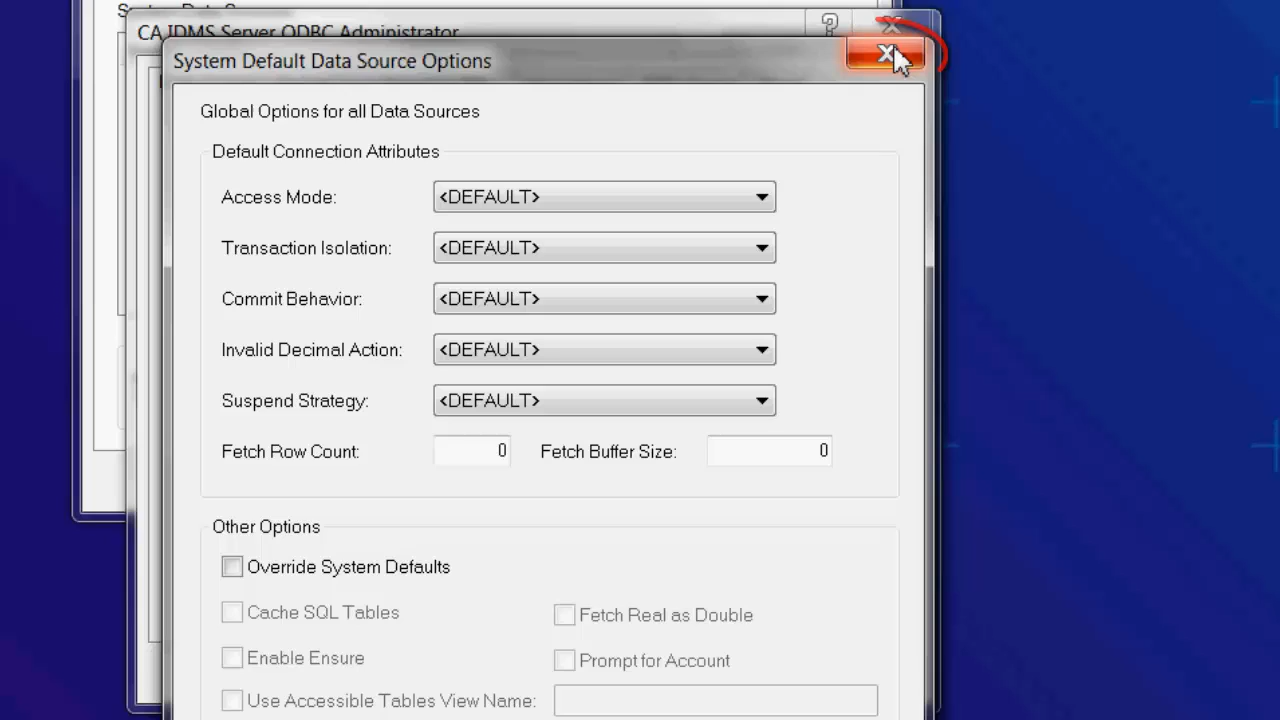 CA IDMS Server ODBC Administrator
System Default Data Source Options
Global Options for all Data Sources
Default Connection Attributes
Access Mode: <DEFAULT>
Transaction Isolation: <DEFAULT>
Commit Behavior: <DEFAULT>
Invalid Decimal Action: <DEFAULT>
Suspend Strategy: <DEFAULT>
Fetch Row Count: 0 Fetch Buffer Size: 0
Other Options
Override System Defaults
Cache SQL Tables Fetch Real as Double
Enable Ensure Prompt for Account
Use Accessible Tables View Name: